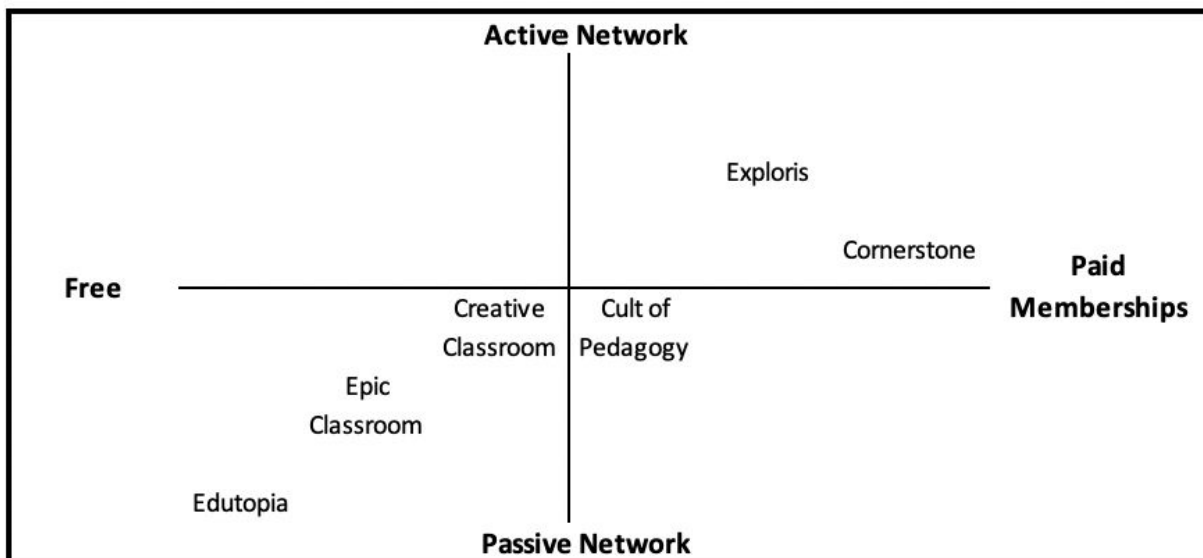 Active Network
Exploris
Cornerstone
Free
Paid
Memberships
Creative
Classroom
Cult of
Pedagogy
Epic
Classroom
Edutopia
Passive Network